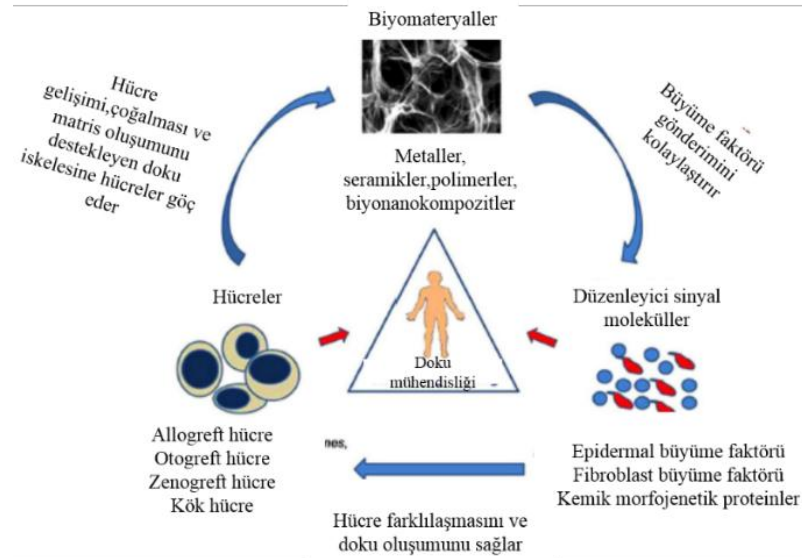 Biyomateryaller
Hücre
gelişimi,çoğalması ve
matris oluşumunu
destekleyen doku
iskelesine hücreler göç
eder
Büyüme faktörü
gönderimini
kolaylaştırır
Metaller,
seramikler,polimerler,
biyonanokompozitler
Hücreler
Düzenleyici sinyal
moleküller
Doku
mühendisliği
Allogreft hücre
Otogreft hücre
Zenogreft hücre
Kök hücre
nes,
Epidermal büyüme faktörü
Fibroblast büyüme faktörü
Kemik morfojenetik proteinler
Hücre farklılaşmasını ve
doku oluşumunu sağlar